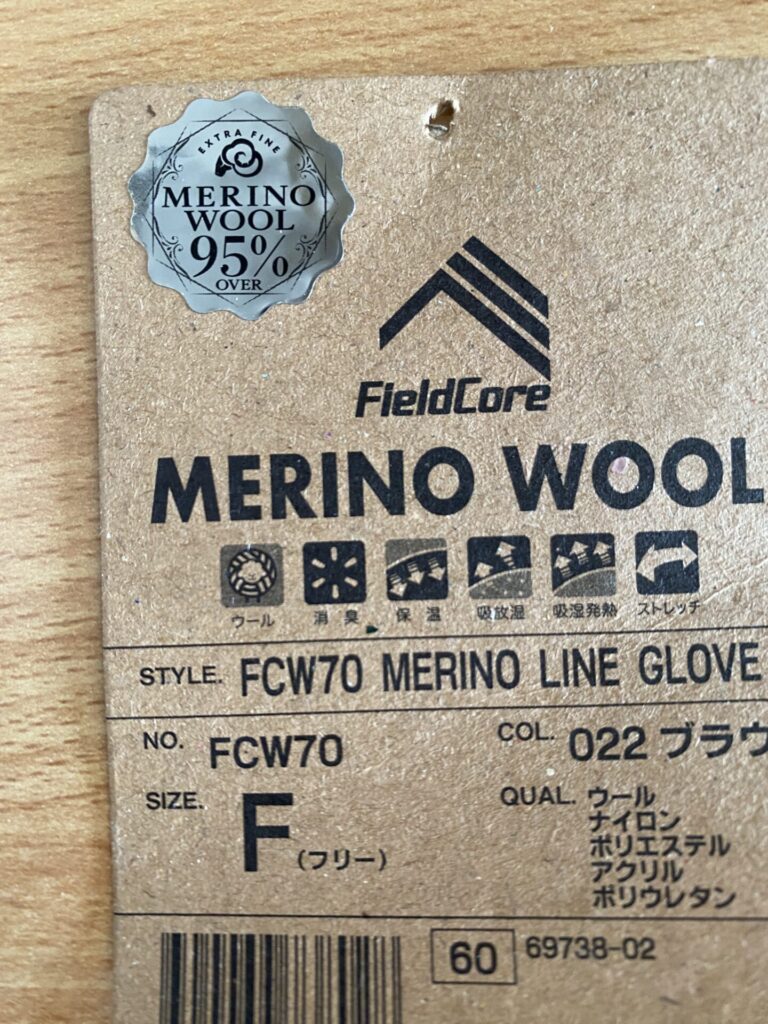 EXTRA FINE
MERINO
WOOL
95%
OVER
FieldCore
MERINO WOOL
ウール 消臭 保温 吸放湿 吸湿発熱 ストレッチ
STYLE. FCW70 MERINO LINE GLOVE
NO. FCW70 COL. 022 ブラウ
SIZE. F (フリー) QUAL. ウール
ナイロン
ポリエステル
アクリル
ポリウレタン
60 69738-02